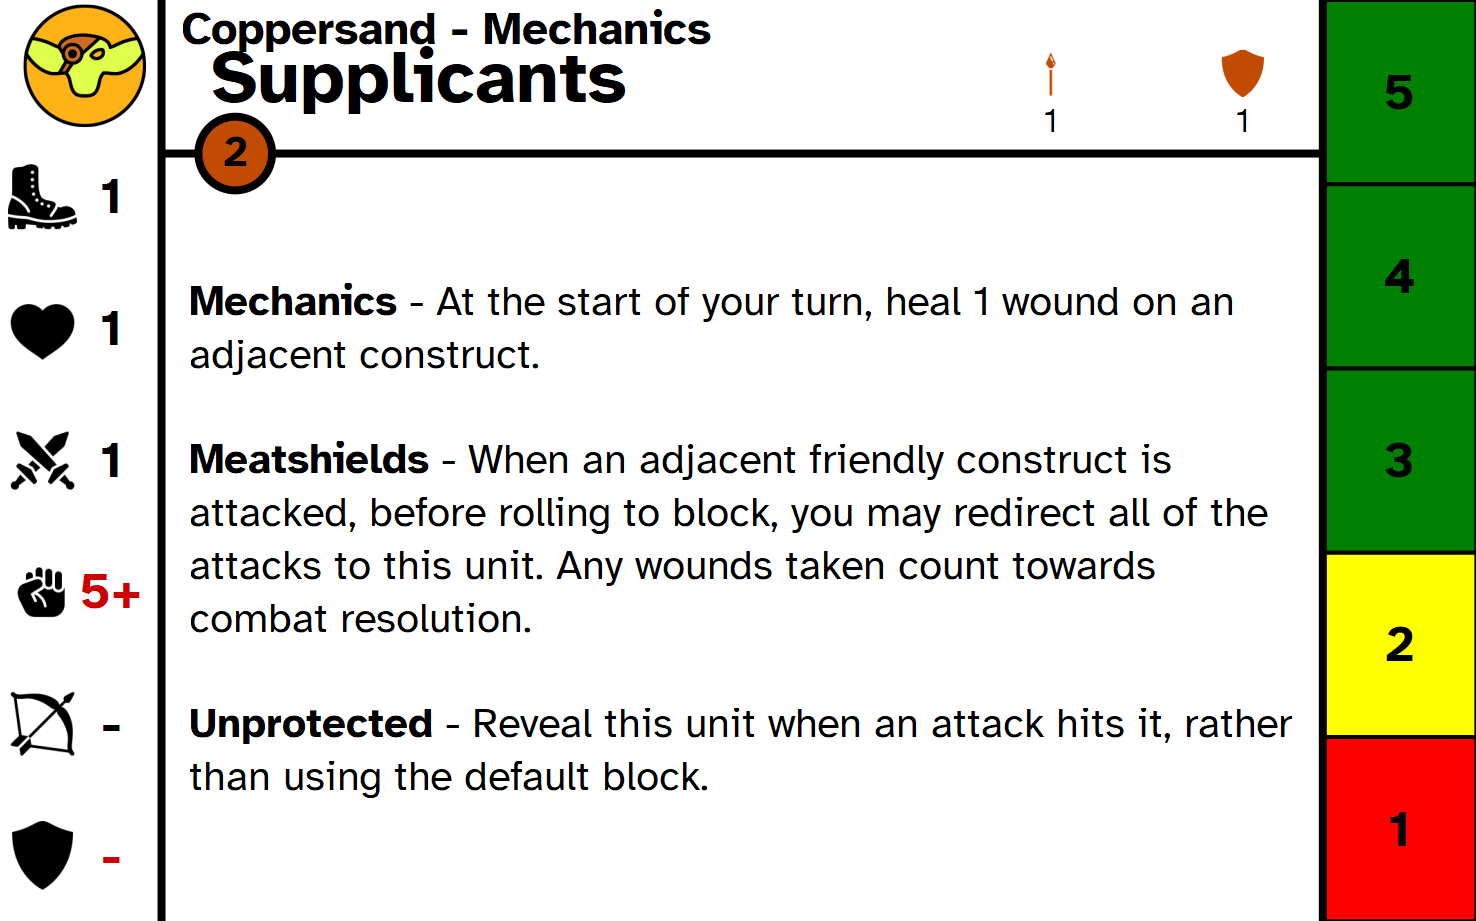 Coppersand - Mechanics
Supplicants
1
1
2
1
1
1
5+
-
-
Mechanics - At the start of your turn, heal 1 wound on an
adjacent construct.
Meatshields - When an adjacent friendly construct is
attacked, before rolling to block, you may redirect all of the
attacks to this unit. Any wounds taken count towards
combat resolution.
Unprotected - Reveal this unit when an attack hits it, rather
than using the default block.
5
4
3
2
1